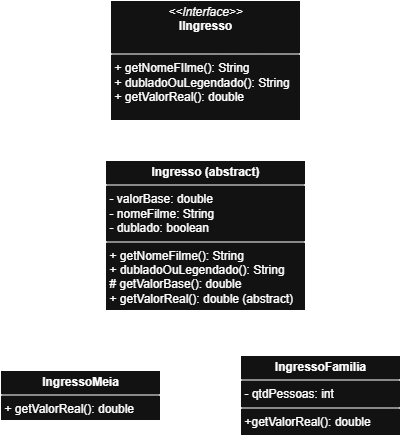 <<Interface>>
IIngresso
+ getNomeFIlme(): String
+ dubladoOuLegendado(): String
+ getValorReal(): double
Ingresso (abstract)
- valorBase: double
- nomeFilme: String
- dublado: boolean
+ getNomeFilme(): String
+ dubladoOuLegendado(): String
# getValorBase(): double
+ getValorReal(): double (abstract)
IngressoMeia
+ getValorReal(): double
IngressoFamilia
- qtdPessoas: int
+getValorReal(): double